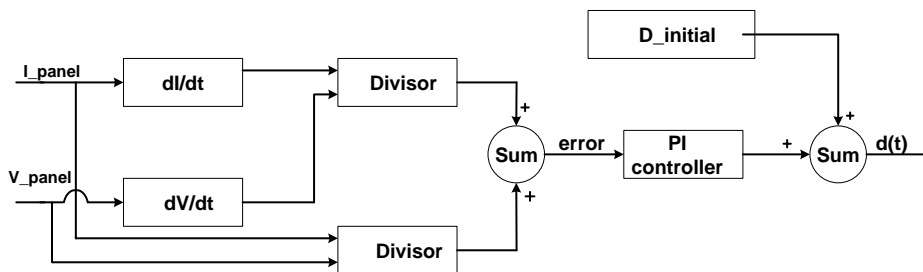 D_initial
I_panel
dI/dt
Divisor
+
+
V_panel
dV/dt
Sum
error
PI
controller
+
Sum
d(t)
+
Divisor